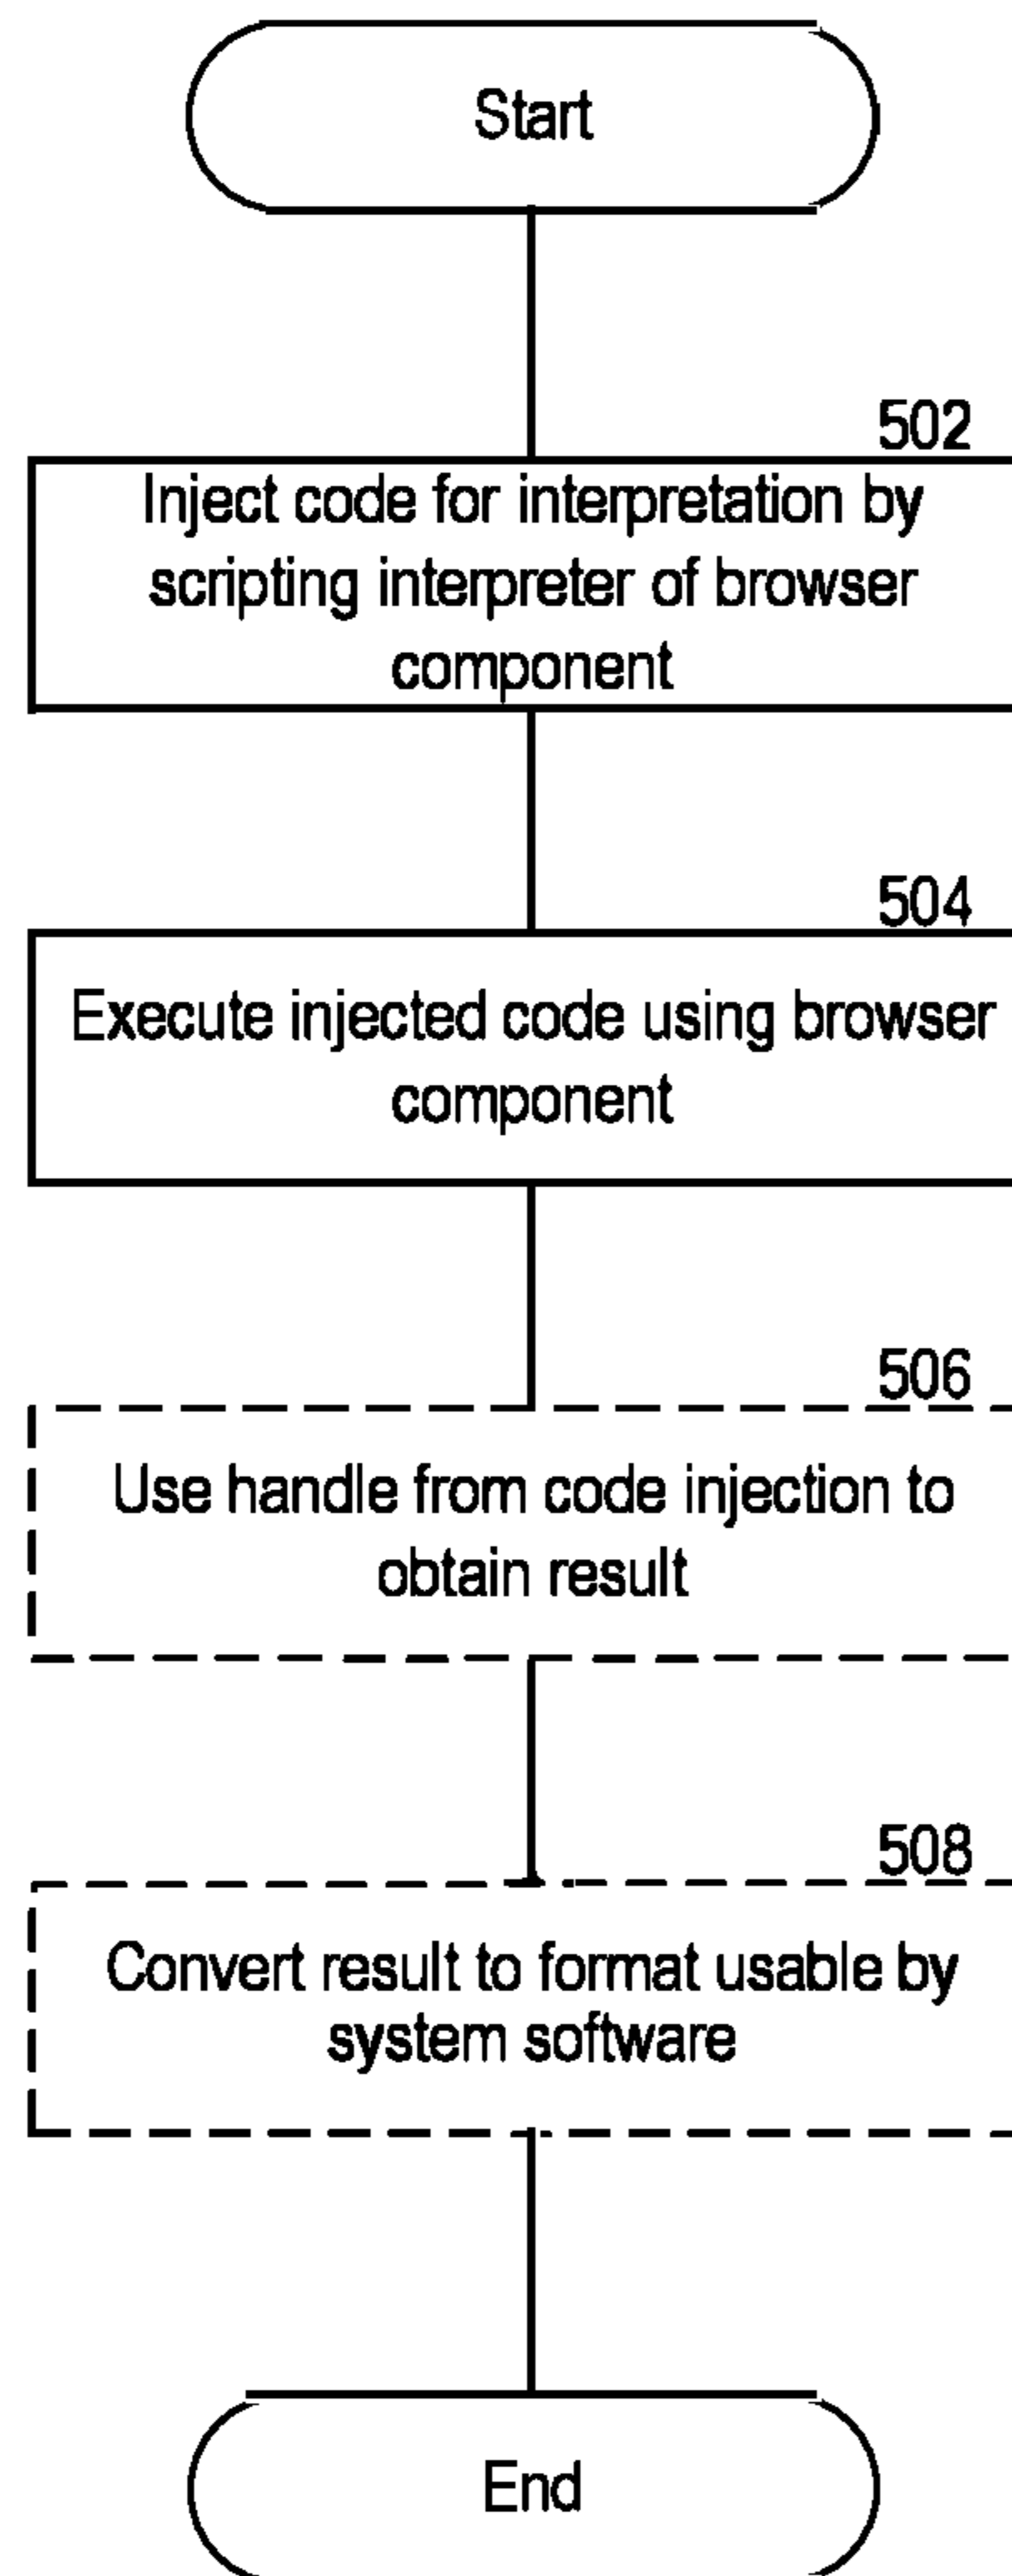 Start
502
Inject code for interpretation by
scripting interpreter of browser
component
504
Execute injected code using browser
component
506
Use handle from code injection to
obtain result
508
Convert result to format usable by
system software
End